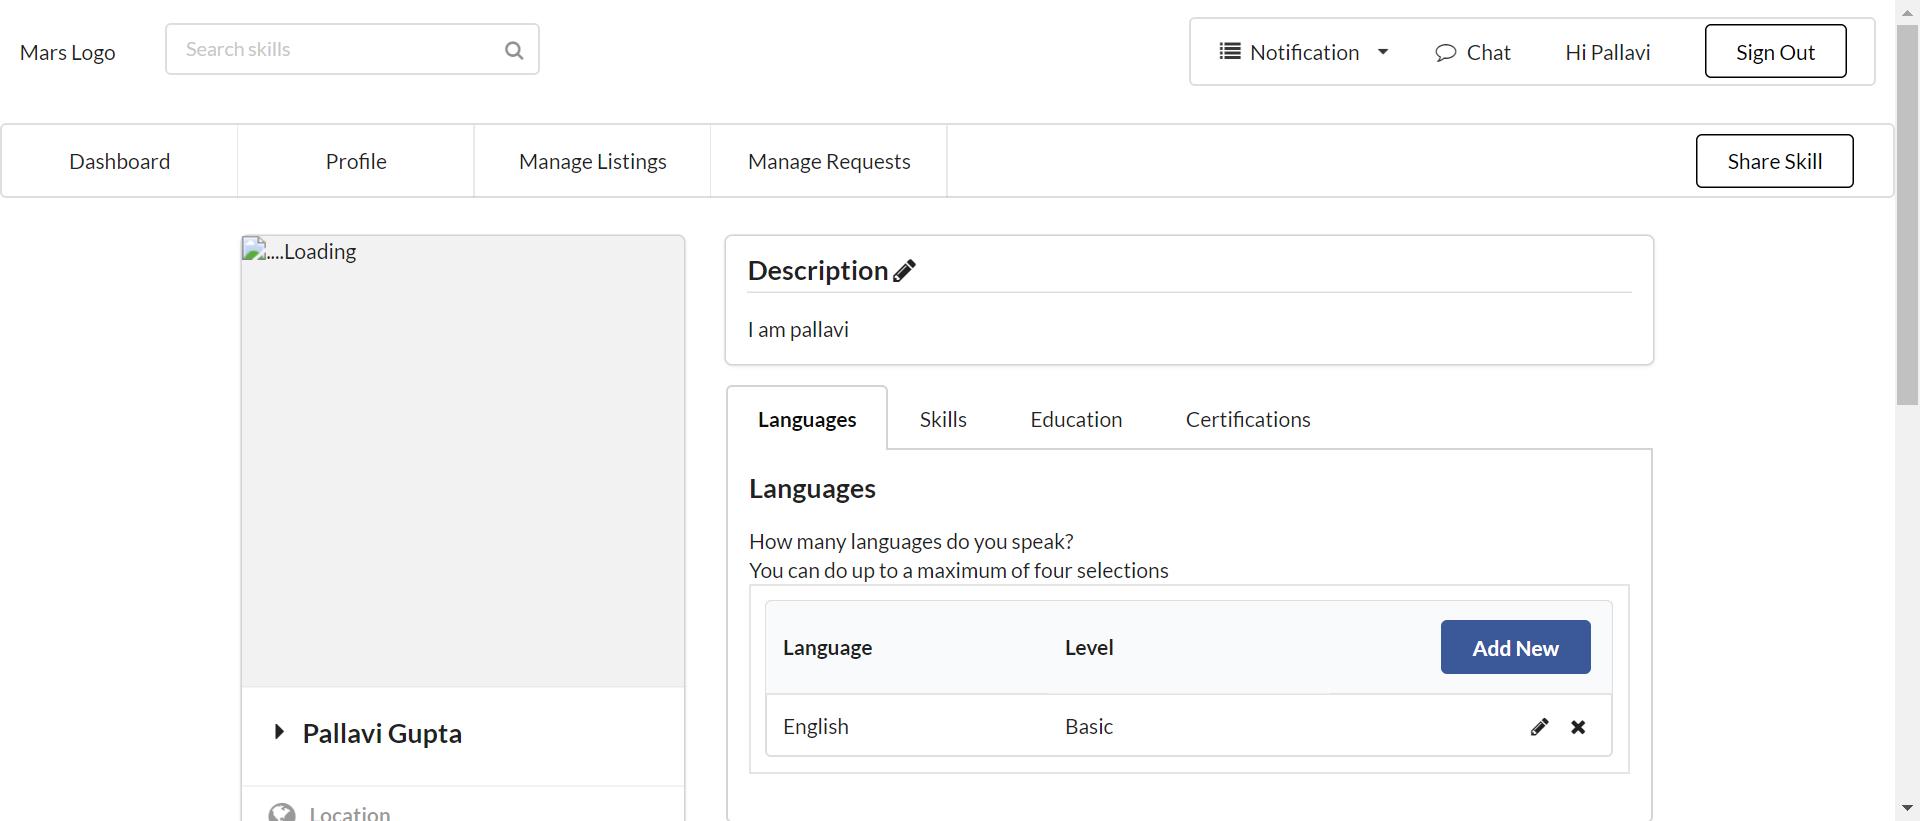 Mars Logo
Search skills
Notification
Chat
Hi Pallavi
Sign Out
Dashboard
Profile
Manage Listings
Manage Requests
Share Skill
....Loading
Pallavi Gupta
Location
Description
I am pallavi
Languages
Skills
Education
Certifications
Languages
How many languages do you speak?
You can do up to a maximum of four selections
Language
Level
Add New
English
Basic